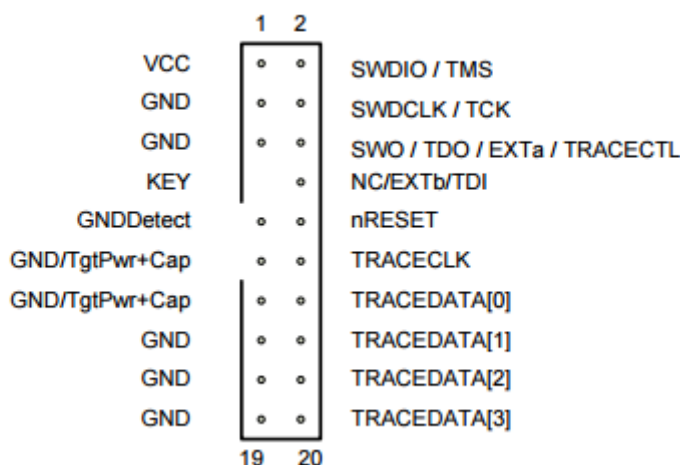 1 2
VCC SWDIO / TMS
GND SWDCLK / TCK
GND SWO / TDO / EXTa / TRACECTL
KEY NC/EXTb/TDI
GNDDetect nRESET
GND/TgtPwr+Cap TRACECLK
GND/TgtPwr+Cap TRACEDATA[0]
GND TRACEDATA[1]
GND TRACEDATA[2]
GND TRACEDATA[3]
19 20